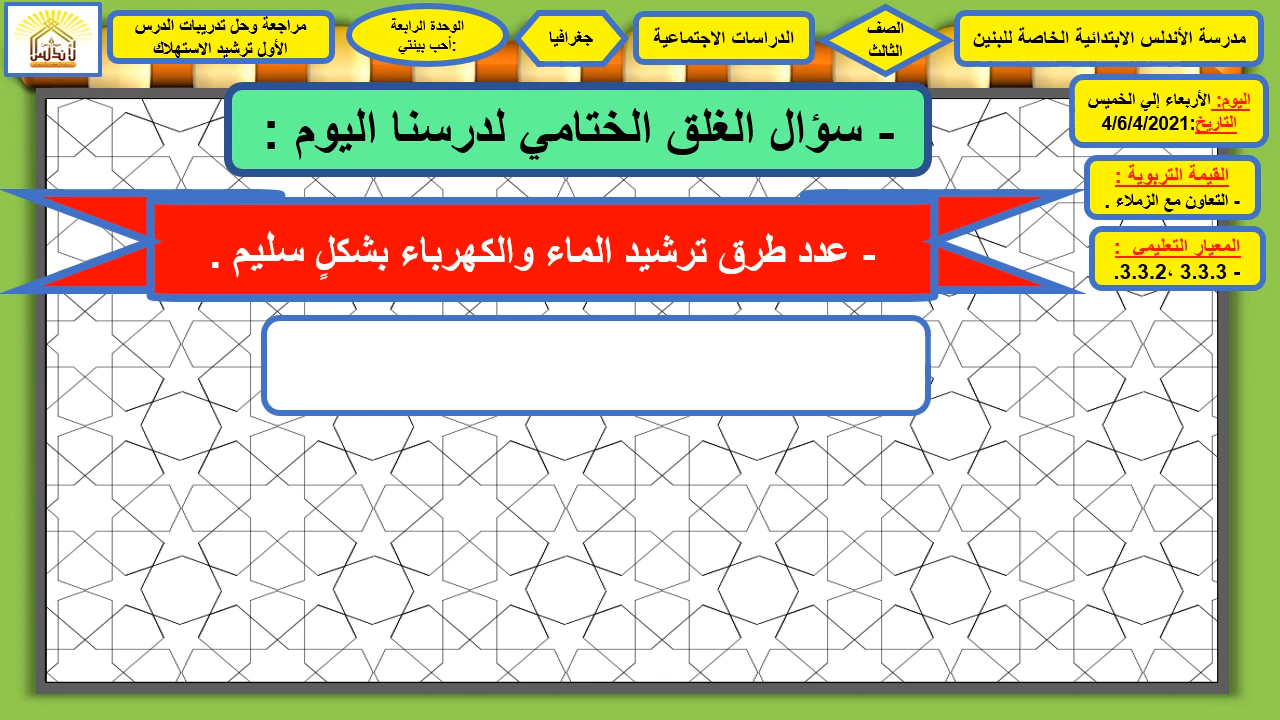 مدرسة الأندلس الابتدائية الخاصة للبنين
الصف
الثالث
الدراسات الاجتماعية
جغرافيا
الوحدة الرابعة
:أحب بيئتي
مراجعة وحل تدريبات الدرس
الأول ترشيد الاستهلاك
الأندلس
اليوم: الأربعاء إلي الخميس
التاريخ:4/6/4/2021
- سؤال الغلق الختامي لدرسنا اليوم :
القيمة التربوية :
- التعاون مع الزملاء .
- عدد طرق ترشيد الماء والكهرباء بشكلٍ سليم .
المعيار التعليمي :
- 3.3.3 ،3.3.2.